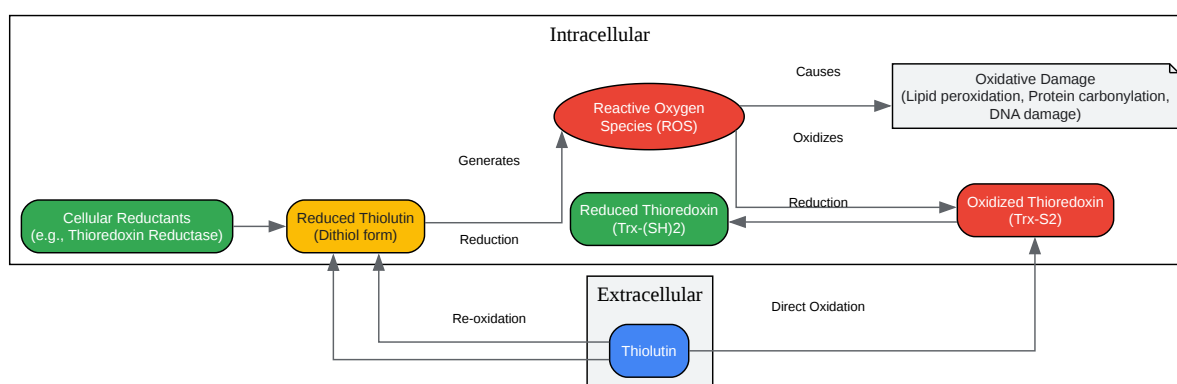 Intracellular
Causes
Oxidative Damage
(Lipid peroxidation, Protein carbonylation,
DNA damage)
Reactive Oxygen
Species (ROS)
Oxidizes
Generates
Cellular Reductants
(e.g., Thioredoxin Reductase)
Reduced Thiolutin
(Dithiol form)
Reduction
Reduced Thioredoxin
(Trx-(SH)2)
Reduction
Oxidized Thioredoxin
(Trx-S2)
Extracellular
Re-oxidation
Direct Oxidation
Thiolutin